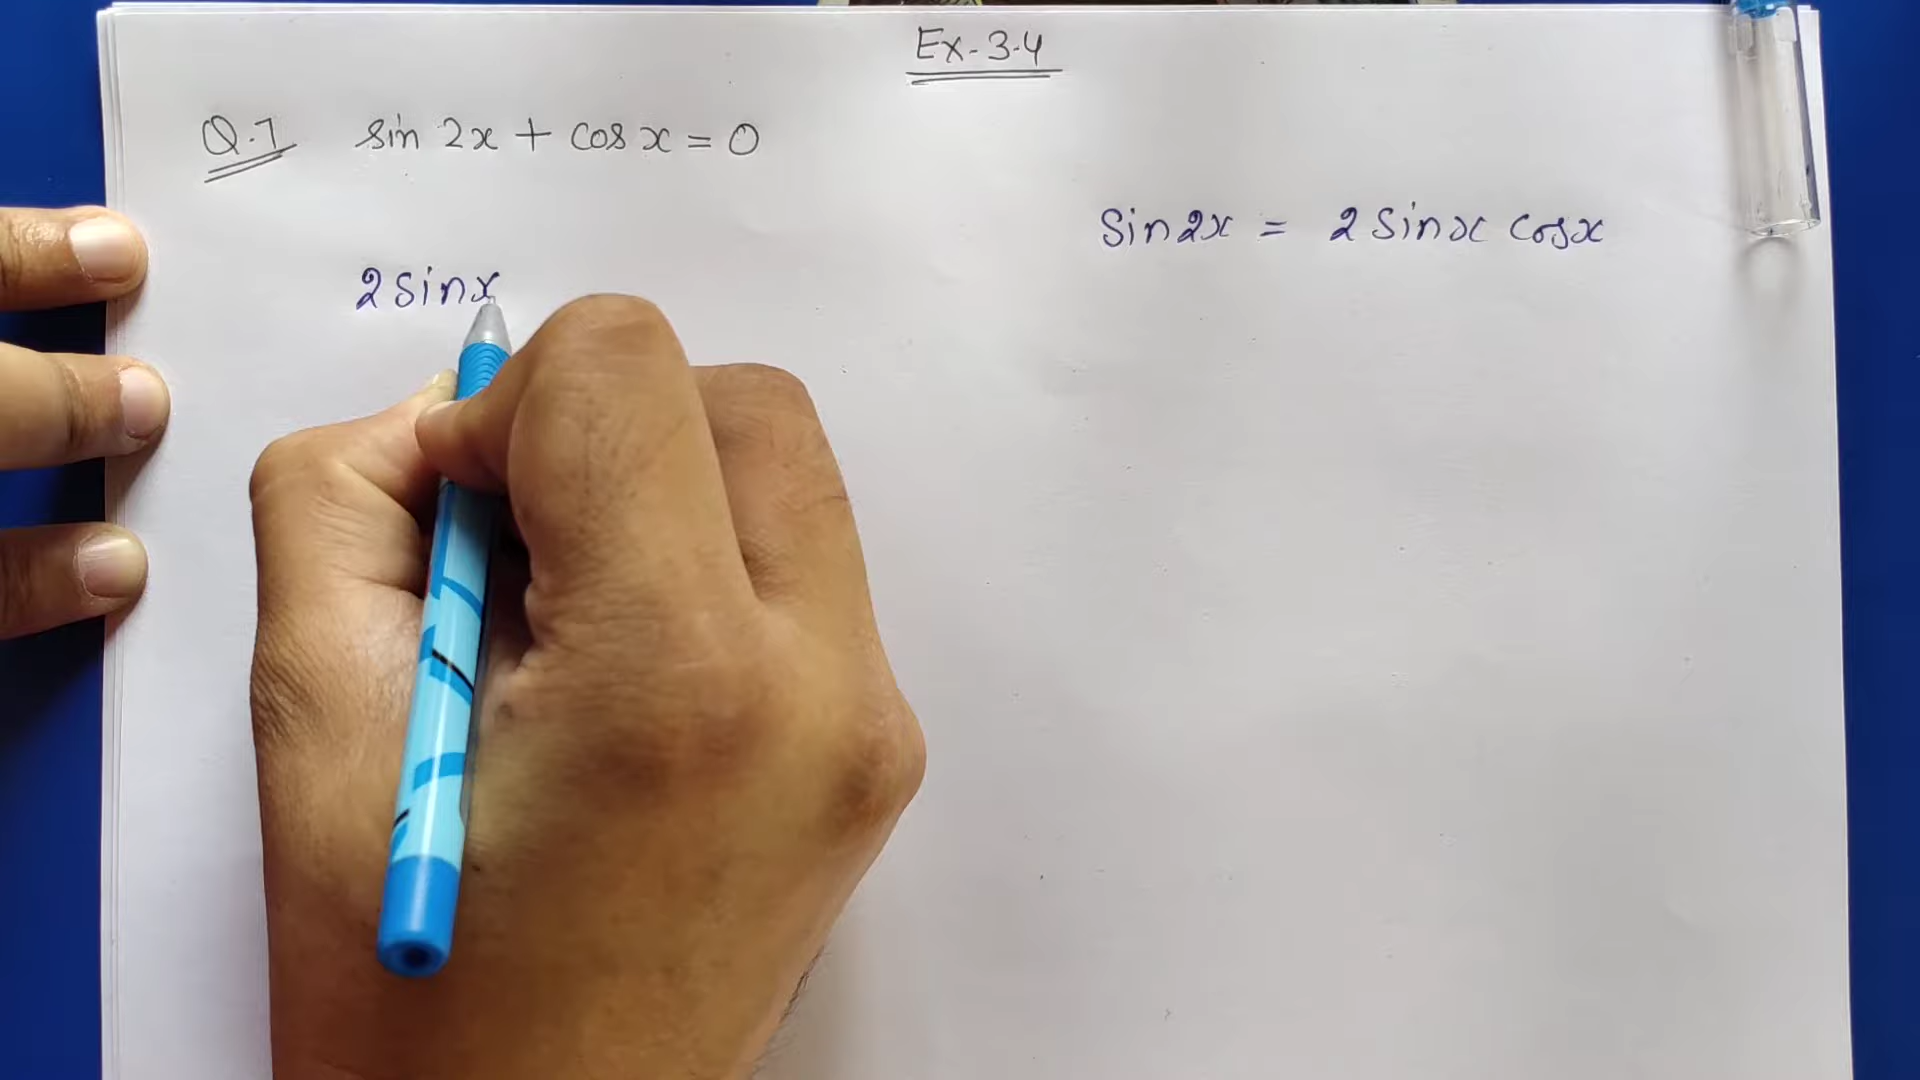 Ex-3.4
Q.7 sin 2x + cos x = 0
sin2x = 2 sinx cosx
2 sinx